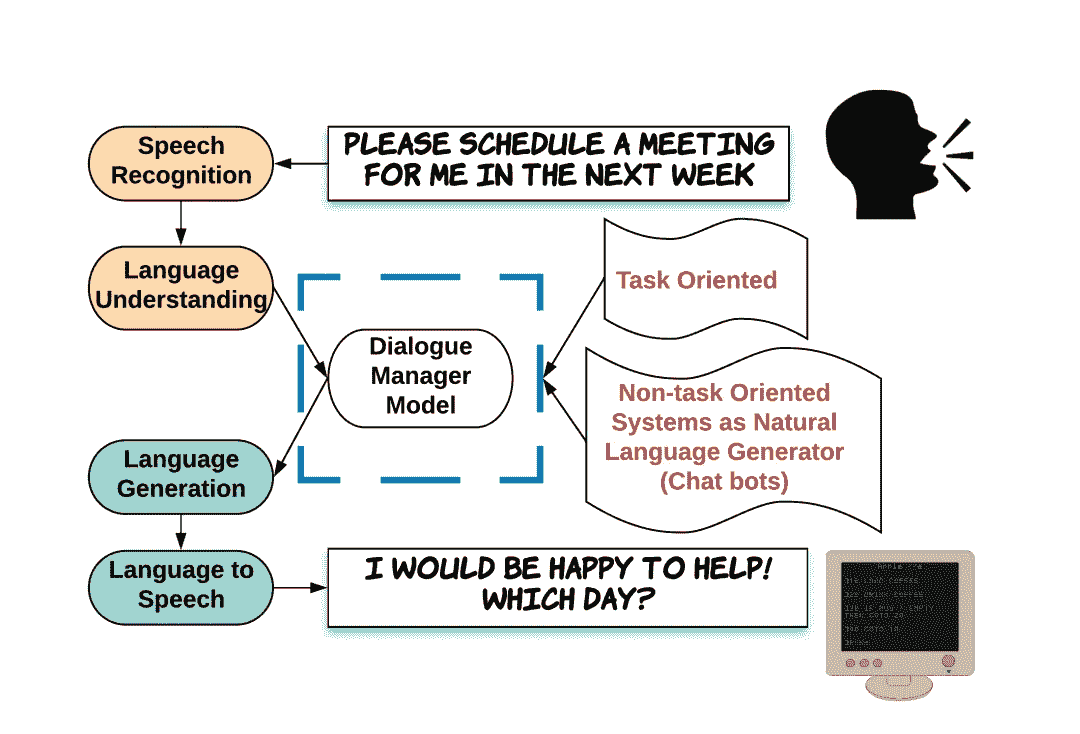 Speech
Recognition
PLEASE SCHEDULE A MEETING
FOR ME IN THE NEXT WEEK
Language
Understanding
Task Oriented
Dialogue
Manager
Model
Non-task Oriented
Systems as Natural
Language Generator
(Chat bots)
Language
Generation
Language to
Speech
I WOULD BE HAPPY TO HELP!
WHICH DAY?